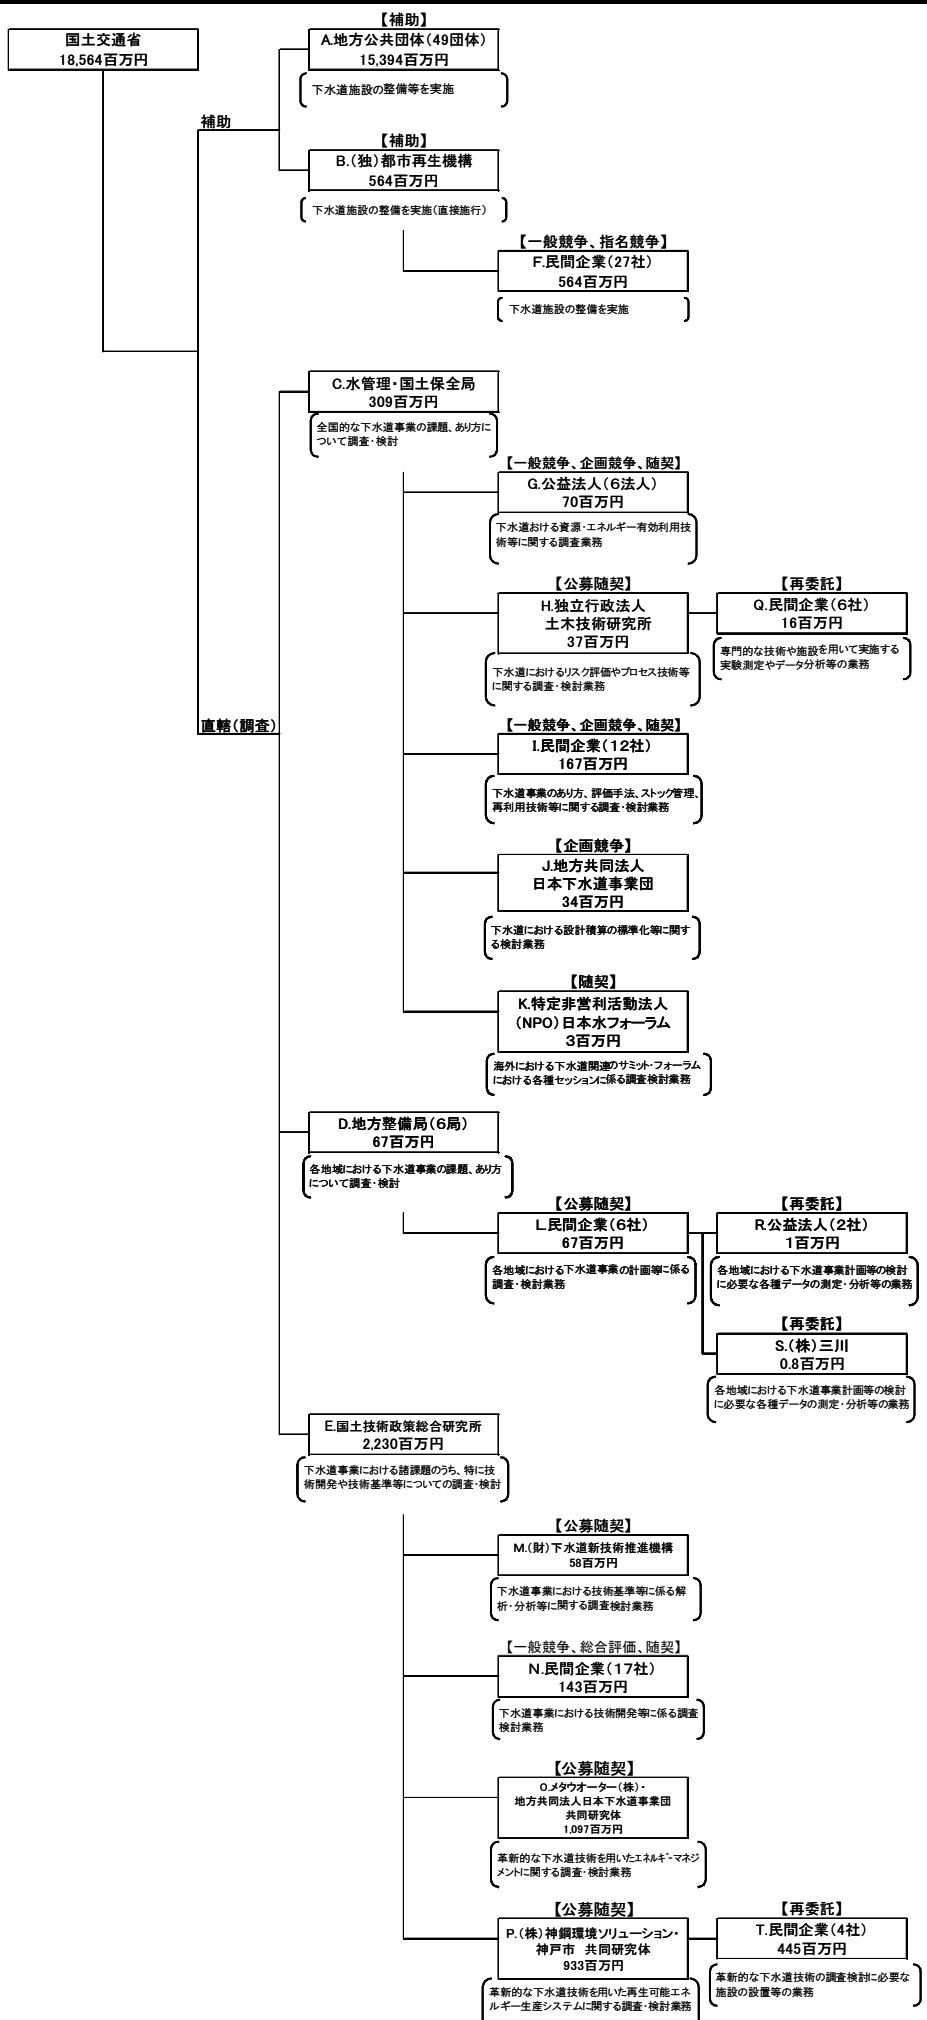 国土交通省
18,564百万円
【補助】
A.地方公共団体(49団体)
15,394百万円
下水道施設の整備等を実施
補助
【補助】
B.(独)都市再生機構
564百万円
下水道施設の整備を実施(直接施行)
【一般競争、指名競争】
F.民間企業(27社)
564百万円
下水道施設の整備を実施
C.水管理・国土保全局
309百万円
全国的な下水道事業の課題、あり方に
ついて調査・検討
【一般競争、企画競争、随契】
G.公益法人(6法人)
70百万円
下水道おける資源・エネルギー有効利用技
術等に関する調査業務
【公募随契】
H.独立行政法人
土木技術研究所
37百万円
下水道におけるリスク評価やプロセス技術等
に関する調査・検討業務
【再委託】
Q.民間企業(6社)
16百万円
専門的な技術や施設を用いて実施する
実験測定やデータ分析等の業務
直轄(調査)
【一般競争、企画競争、随契】
I.民間企業(12社)
167百万円
下水道事業のあり方、評価手法、ストック管理、
再利用技術等に関する調査・検討業務
【企画競争】
J.地方共同法人
日本下水道事業団
34百万円
下水道における設計積算の標準化等に関す
る検討業務
【随契】
K.特定非営利活動法人
(NPO)日本水フォーラム
3百万円
海外における下水道関連のサミット・フォーラム
における各種セッションに係る調査検討業務
D.地方整備局(6局)
67百万円
各地域における下水道事業の課題、あり方
について調査・検討
【公募随契】
L.民間企業(6社)
67百万円
各地域における下水道事業の計画等に係る
調査・検討業務
【再委託】
R.公益法人(2社)
1百万円
各地域における下水道事業計画等の検討
に必要な各種データの測定・分析等の業務
【再委託】
S.(株)三川
0.8百万円
各地域における下水道事業計画等の検討
に必要な各種データの測定・分析等の業務
E.国土技術政策総合研究所
2,230百万円
下水道事業における諸課題のうち、特に技
術開発や技術基準等についての調査・検討
【公募随契】
M.(財)下水道新技術推進機構
58百万円
下水道事業における技術基準等に係る解
析・分析等に関する調査検討業務
【一般競争、総合評価、随契】
N.民間企業(17社)
143百万円
下水道事業における技術開発等に係る調査
検討業務
【公募随契】
O.メタウオーター(株)・
地方共同法人日本下水道事業団
共同研究体
1,097百万円
革新的な下水道技術を用いたエネルギーマネジ
メントに関する調査・検討業務
【公募随契】
P.(株)神鋼環境ソリューション・
神戸市 共同研究体
933百万円
革新的な下水道技術を用いた再生可能エネ
ルギー生産システムに関する調査・検討業務
【再委託】
T.民間企業(4社)
445百万円
革新的な下水道技術の調査検討に必要な
施設の設置等の業務